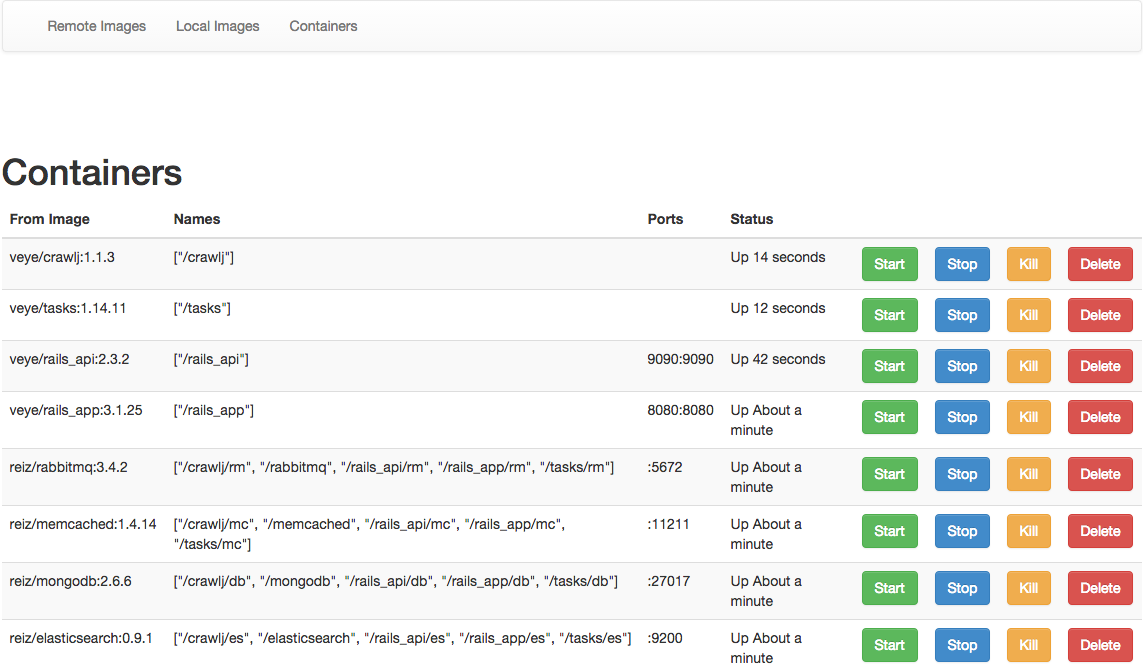 Remote Images Local Images Containers
Containers
From Image Names Ports Status
veye/crawlj:1.1.3 ["/crawlj"] Up 14 seconds Start Stop Kill Delete
veye/tasks:1.14.11 ["/tasks"] Up 12 seconds Start Stop Kill Delete
veye/rails_api:2.3.2 ["/rails_api"] 9090:9090 Up 42 seconds Start Stop Kill Delete
veye/rails_app:3.1.25 ["/rails_app"] 8080:8080 Up About a Start Stop Kill Delete
minute
reiz/rabbitmq:3.4.2 ["/crawlj/rm", "/rabbitmq", "/rails_api/rm", "/rails_app/rm", "/tasks/rm"] :5672 Up About a Start Stop Kill Delete
minute
reiz/memcached:1.4.14 ["/crawlj/mc", "/memcached", "/rails_api/mc", "/rails_app/mc", :11211 Up About a Start Stop Kill Delete
"/tasks/mc"] minute
reiz/mongodb:2.6.6 ["/crawlj/db", "/mongodb", "/rails_api/db", "/rails_app/db", "/tasks/db"] :27017 Up About a Start Stop Kill Delete
minute
reiz/elasticsearch:0.9.1 ["/crawlj/es", "/elasticsearch", "/rails_api/es", "/rails_app/es", "/tasks/es"] :9200 Up About a Start Stop Kill Delete
minute